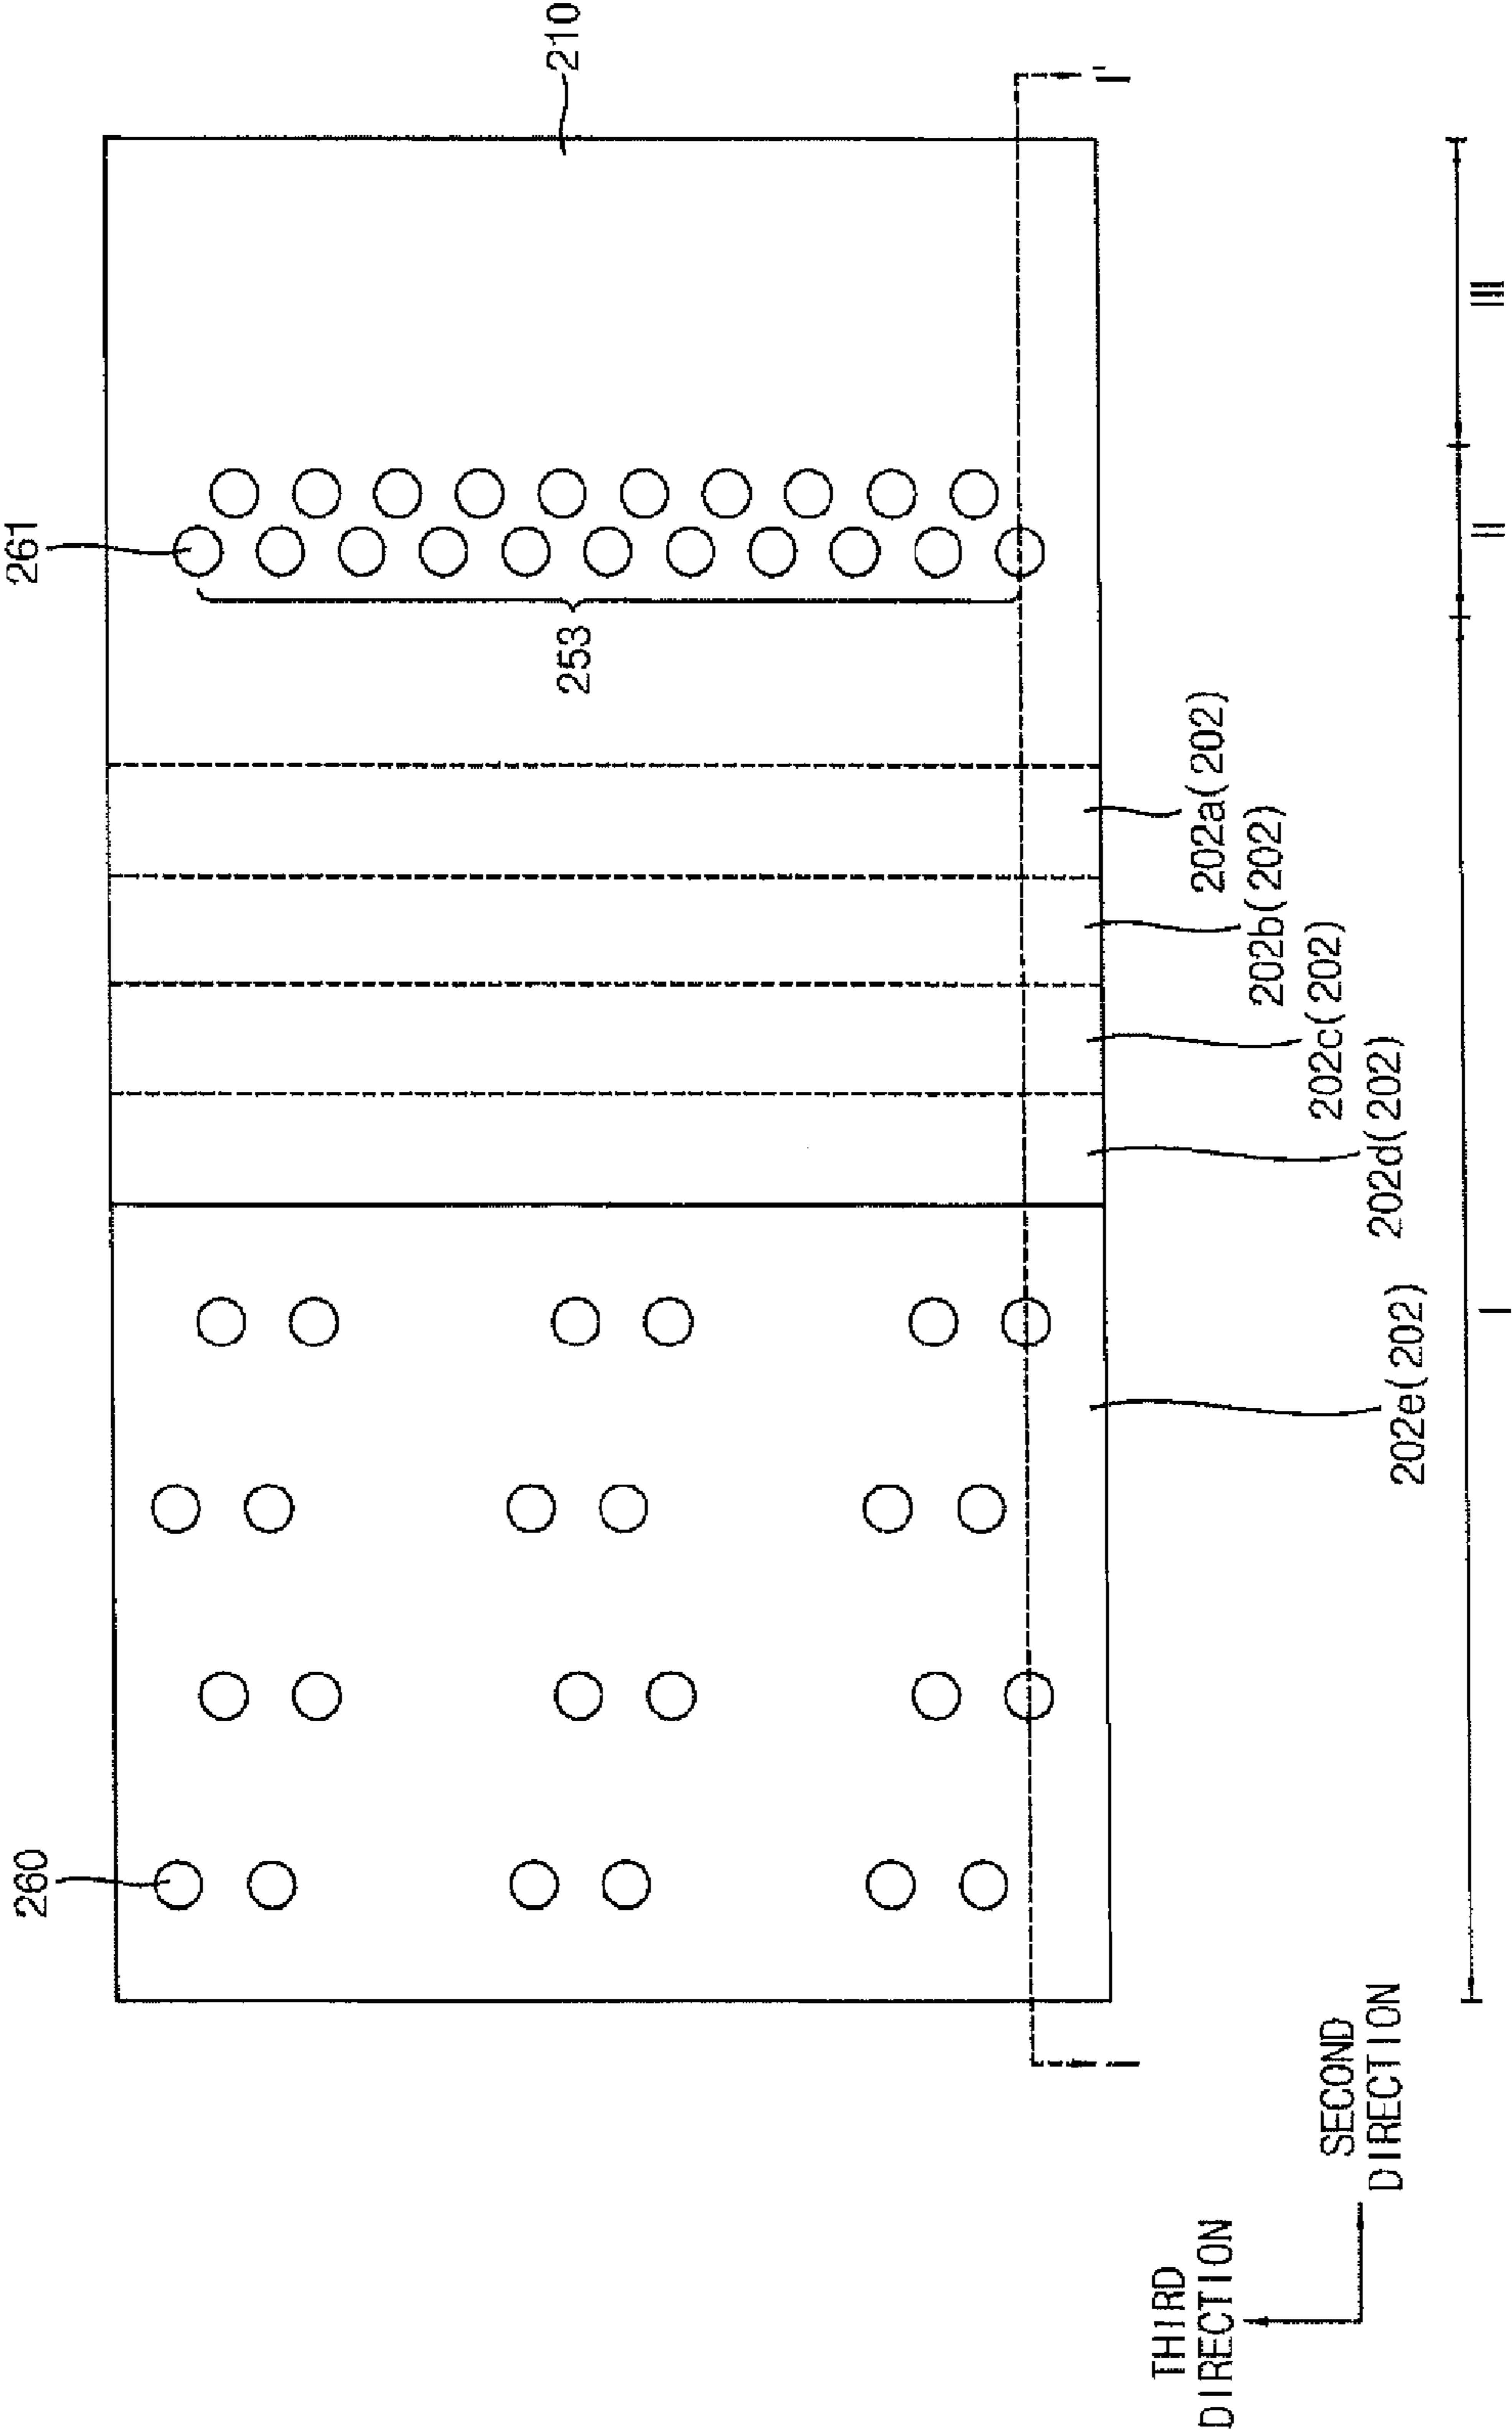 260
261
253
210
I
I'
202a(202)
202b(202)
202c(202)
202d(202)
202e(202)
THIRD
DIRECTION
SECOND
DIRECTION
I
II
III